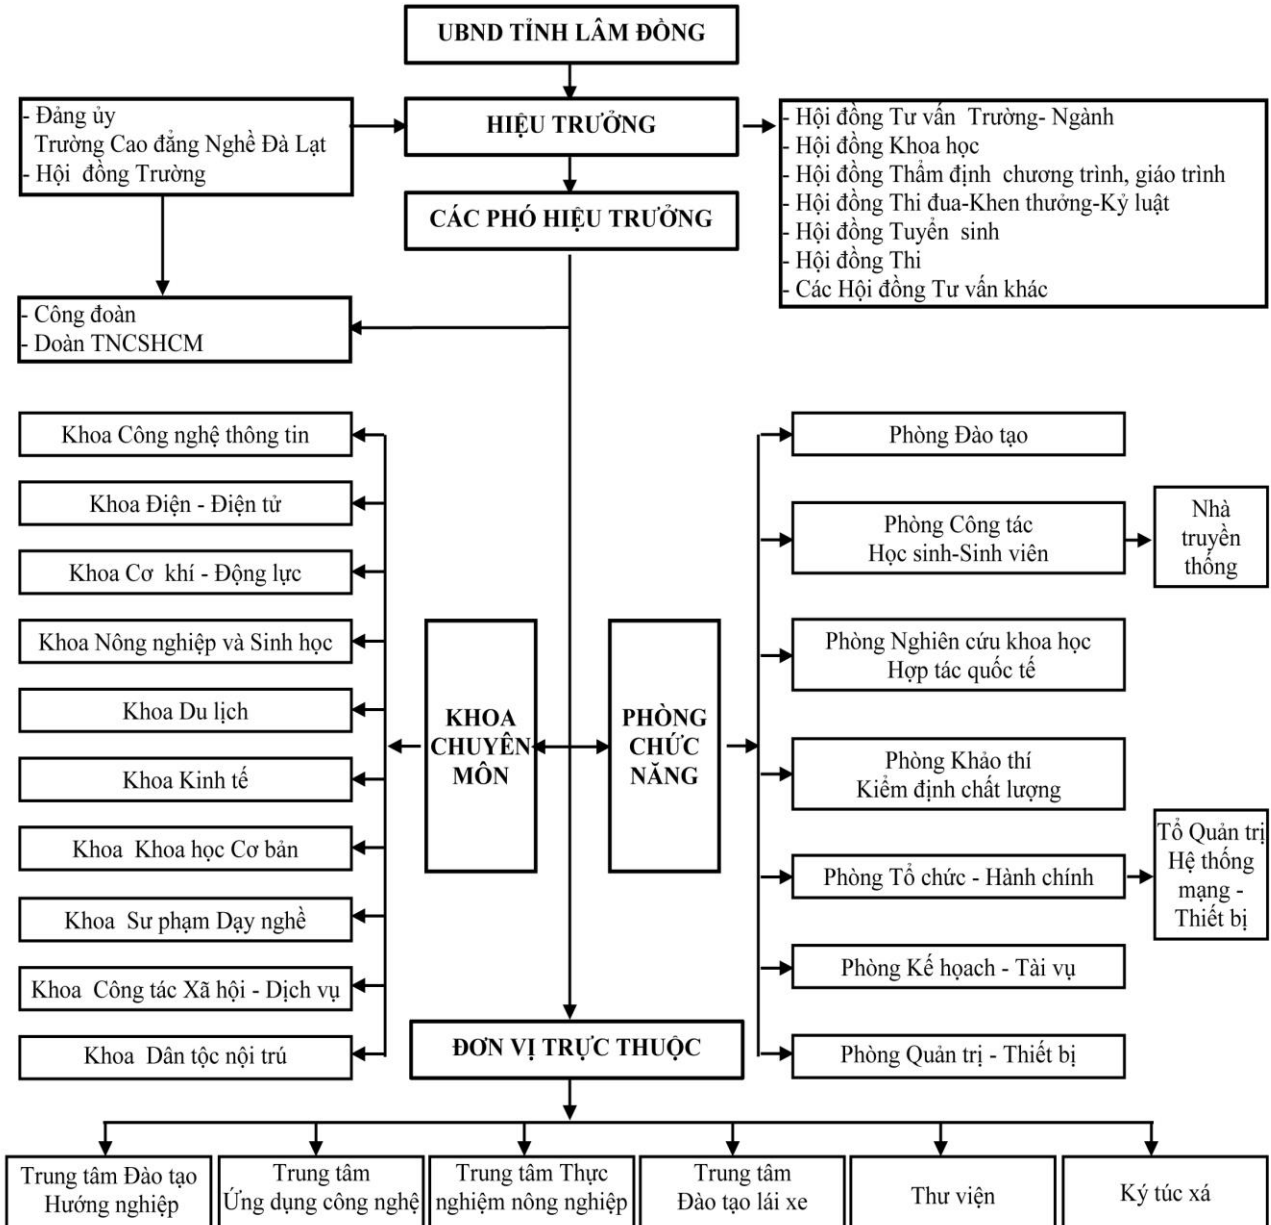 UBND TỈNH LÂM ĐỒNG
- Đảng ủy
Trường Cao đẳng Nghề Đà Lạt
- Hội đồng Trường
HIỆU TRƯỞNG
- Hội đồng Tư vấn Trường- Ngành
- Hội đồng Khoa học
- Hội đồng Thẩm định chương trình, giáo trình
- Hội đồng Thi đua-Khen thưởng-Kỷ luật
- Hội đồng Tuyển sinh
- Hội đồng Thi
- Các Hội đồng Tư vấn khác
CÁC PHÓ HIỆU TRƯỞNG
- Công đoàn
- Doàn TNCSHCM
Khoa Công nghệ thông tin
Khoa Điện - Điện tử
Khoa Cơ khí - Động lực
Khoa Nông nghiệp và Sinh học
Khoa Du lịch
Khoa Kinh tế
Khoa Khoa học Cơ bản
Khoa Sư phạm Dạy nghề
Khoa Công tác Xã hội - Dịch vụ
Khoa Dân tộc nội trú
KHOA
CHUYÊN
MÔN
PHÒNG
CHỨC
NĂNG
Phòng Đào tạo
Phòng Công tác
Học sinh-Sinh viên
Nhà
truyền
thống
Phòng Nghiên cứu khoa học
Hợp tác quốc tế
Phòng Khảo thí
Kiểm định chất lượng
Phòng Tổ chức - Hành chính
Tổ Quản trị
Hệ thống
mạng -
Thiết bị
Phòng Kế họach - Tài vụ
Phòng Quản trị - Thiết bị
ĐƠN VỊ TRỰC THUỘC
Trung tâm Đào tạo
Hướng nghiệp
Trung tâm
Ứng dụng công nghệ
Trung tâm Thực
nghiệm nông nghiệp
Trung tâm
Đào tạo lái xe
Thư viện
Ký túc xá